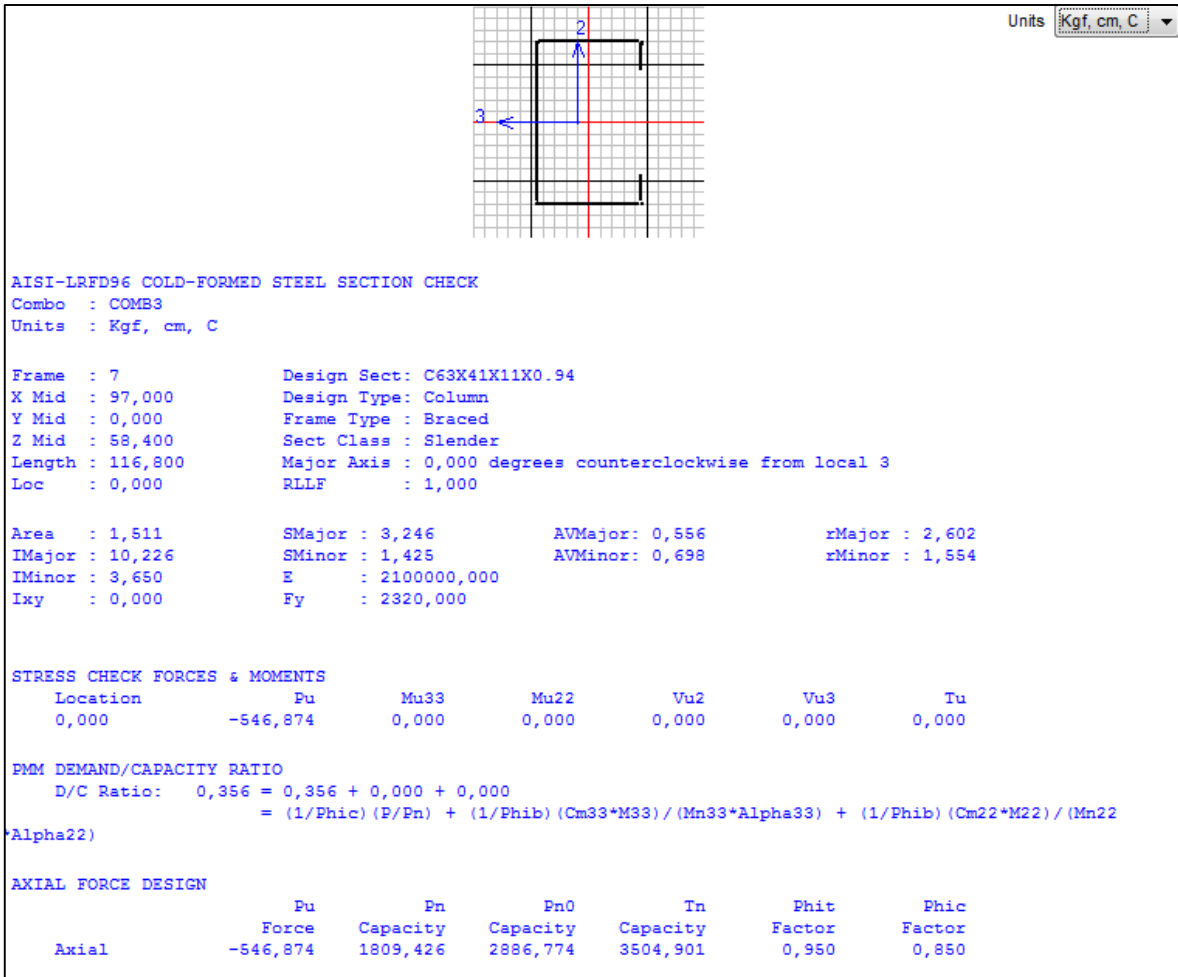 Units Kgf, cm, C
2
3
AISI-LRFD96 COLD-FORMED STEEL SECTION CHECK
Combo : COMB3
Units : Kgf, cm, C
Frame : 7 Design Sect: C63X41X11X0.94
X Mid : 97,000 Design Type: Column
Y Mid : 0,000 Frame Type : Braced
Z Mid : 58,400 Sect Class : Slender
Length : 116,800 Major Axis : 0,000 degrees counterclockwise from local 3
Loc : 0,000 RLLF : 1,000
Area : 1,511 SMajor : 3,246 AVMajor: 0,556 rMajor : 2,602
IMajor : 10,226 SMinor : 1,425 AVMinor: 0,698 rMinor : 1,554
IMinor : 3,650 E : 2100000,000
Ixy : 0,000 Fy : 2320,000
STRESS CHECK FORCES & MOMENTS
Location Pu Mu33 Mu22 Vu2 Vu3 Tu
0,000 -546,874 0,000 0,000 0,000 0,000 0,000
PMM DEMAND/CAPACITY RATIO
D/C Ratio: 0,356 = 0,356 + 0,000 + 0,000
= (1/Phic)(P/Pn) + (1/Phib)(Cm33*M33)/(Mn33*Alpha33) + (1/Phib)(Cm22*M22)/(Mn22
*Alpha22)
AXIAL FORCE DESIGN
Pu Pn Pn0 Tn Phit Phic
Force Capacity Capacity Capacity Factor Factor
Axial -546,874 1809,426 2886,774 3504,901 0,950 0,850